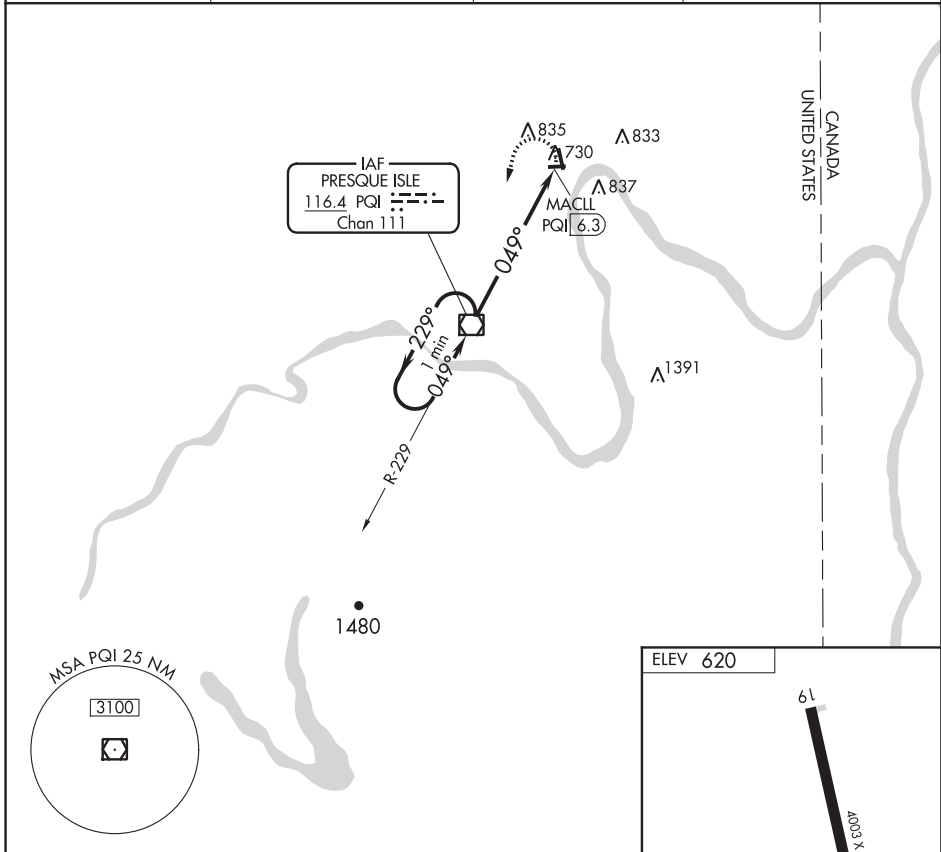 CANADA
UNITED STATES
835
833
730
837
IAF
PRESQUE ISLE
116.4 PQI
Chan 111
MACLL
PQI 6.3
049°
229°
1 min
049°
1391
R-229
1480
MSA PQI 25 NM
3100
ELEV 620
19
4003 X